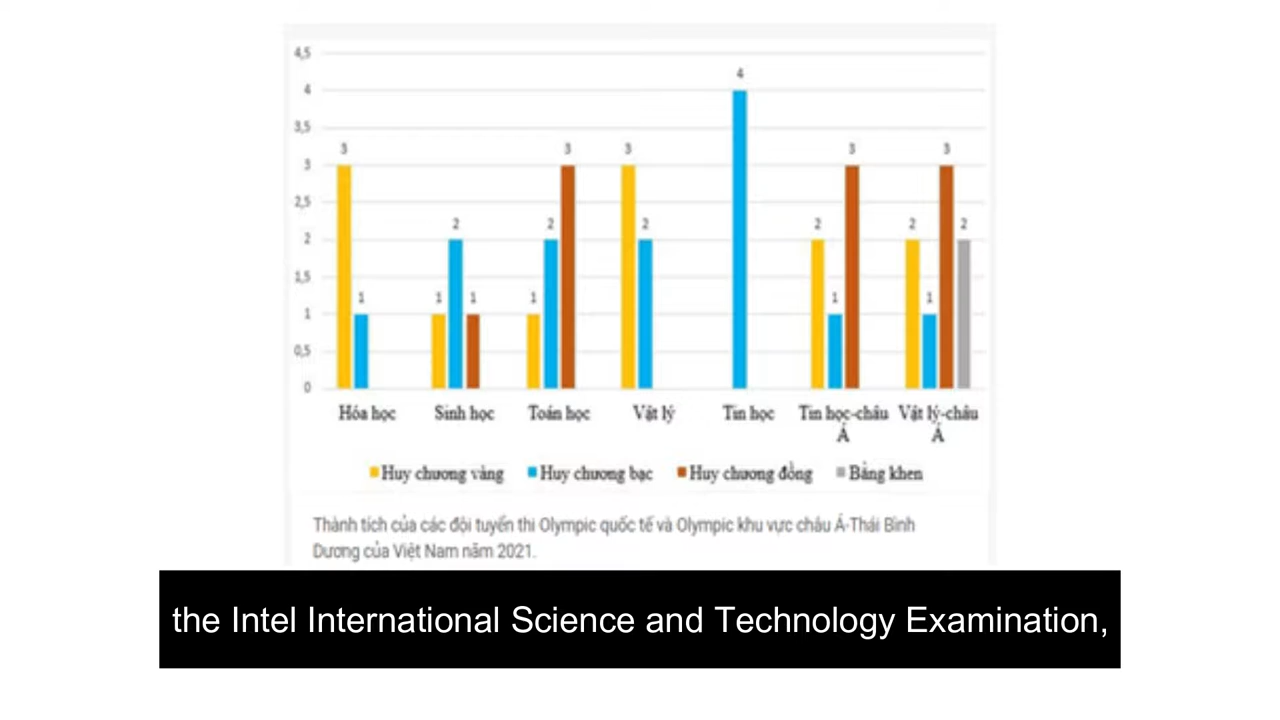 4,5
4
3,5
3
2,5
2
1,5
1
0,5
0
3 1 1 2 1 1 2 3 3 2 4 2 1 3 2 1 3 2
Hóa học Sinh học Toán học Vật lý Tin học Tin học-châu Á Vật lý-châu Á
Huy chương vàng Huy chương bạc Huy chương đồng Bằng khen
Thành tích của các đội tuyển thi Olympic quốc tế và Olympic khu vực châu Á-Thái Bình
Dương của Việt Nam năm 2021.
the Intel International Science and Technology Examination,